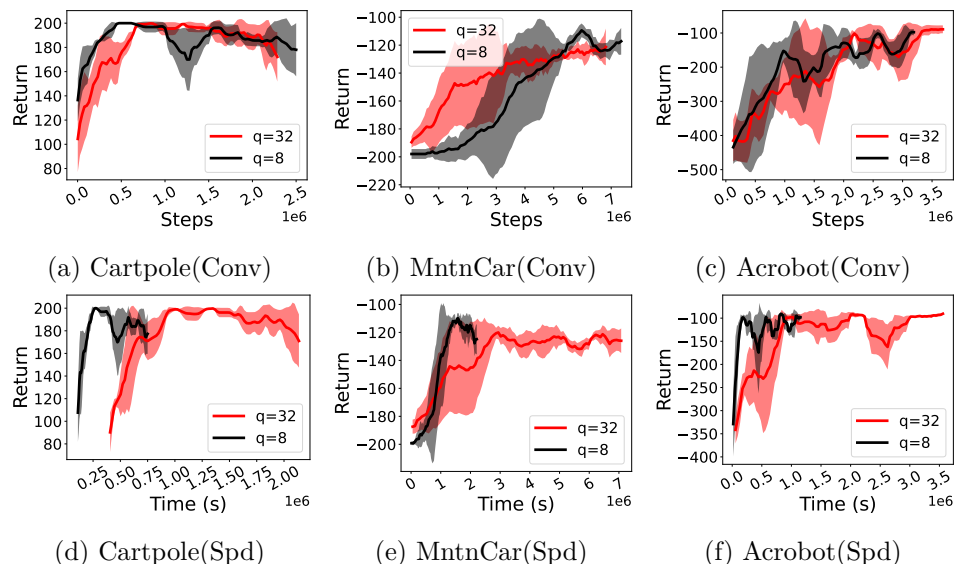 200
180
160
140
120
100
80
Return
q=32
q=8
0.0
0.5
1.0
1.5
2.0
2.5
Steps
1e6
(a) Cartpole(Conv)
−100
−120
−140
−160
−180
−200
−220
Return
q=32
q=8
0
1
2
3
4
5
6
7
Steps
1e6
(b) MntnCar(Conv)
−100
−200
−300
−400
−500
Return
q=32
q=8
0.0
0.5
1.0
1.5
2.0
2.5
3.0
3.5
Steps
1e6
(c) Acrobot(Conv)
200
180
160
140
120
100
80
Return
q=32
q=8
0.25
0.50
0.75
1.00
1.25
1.50
1.75
2.00
Time (s)
1e6
(d) Cartpole(Spd)
−100
−120
−140
−160
−180
−200
Return
q=32
q=8
0
1
2
3
4
5
6
7
Time (s)
1e6
(e) MntnCar(Spd)
−50
−100
−150
−200
−250
−300
−350
−400
Return
q=32
q=8
0.0
0.5
1.0
1.5
2.0
2.5
3.0
3.5
Time (s)
1e6
(f) Acrobot(Spd)